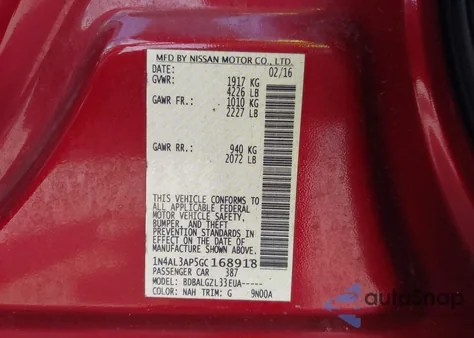 MFD BY NISSAN MOTOR CO., LTD.
DATE: 02/16
GVWR: 1917 KG
4226 LB
GAWR FR.: 1010 KG
2227 LB
GAWR RR.: 940 KG
2072 LB
THIS VEHICLE CONFORMS TO
ALL APPLICABLE FEDERAL
MOTOR VEHICLE SAFETY,
BUMPER, AND THEFT
PREVENTION STANDARDS IN
EFFECT ON THE DATE OF
MANUFACTURE SHOWN ABOVE.
1N4AL3AP5GC168918
PASSENGER CAR 387
MODEL: BDBALGZL33EUA-----
COLOR: NAH TRIM: G 9N00A
autoSnap